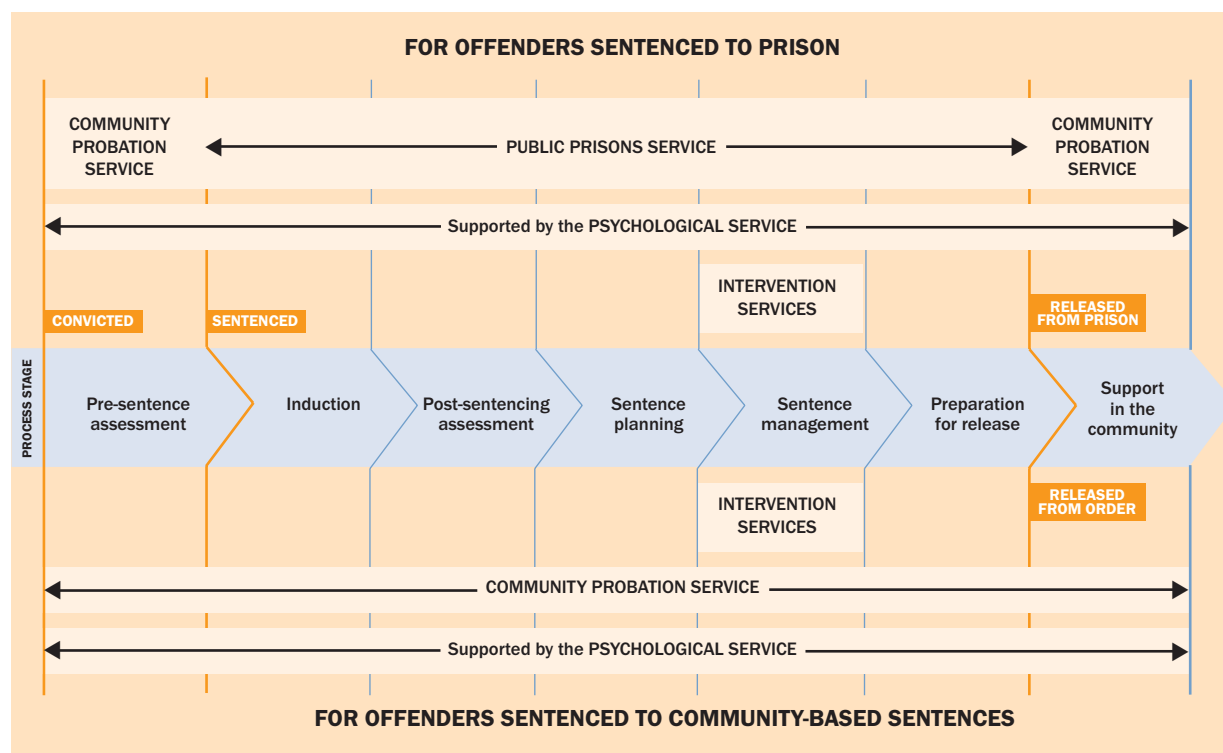 FOR OFFENDERS SENTENCED TO PRISON
COMMUNITY
PROBATION
SERVICE
PUBLIC PRISONS SERVICE
COMMUNITY
PROBATION
SERVICE
Supported by the PSYCHOLOGICAL SERVICE
INTERVENTION
SERVICES
CONVICTED
SENTENCED
RELEASED
FROM PRISON
PROCESS STAGE
Pre-sentence
assessment
Induction
Post-sentencing
assessment
Sentence
planning
Sentence
management
Preparation
for release
Support
in the
community
INTERVENTION
SERVICES
RELEASED
FROM ORDER
COMMUNITY PROBATION SERVICE
Supported by the PSYCHOLOGICAL SERVICE
FOR OFFENDERS SENTENCED TO COMMUNITY-BASED SENTENCES